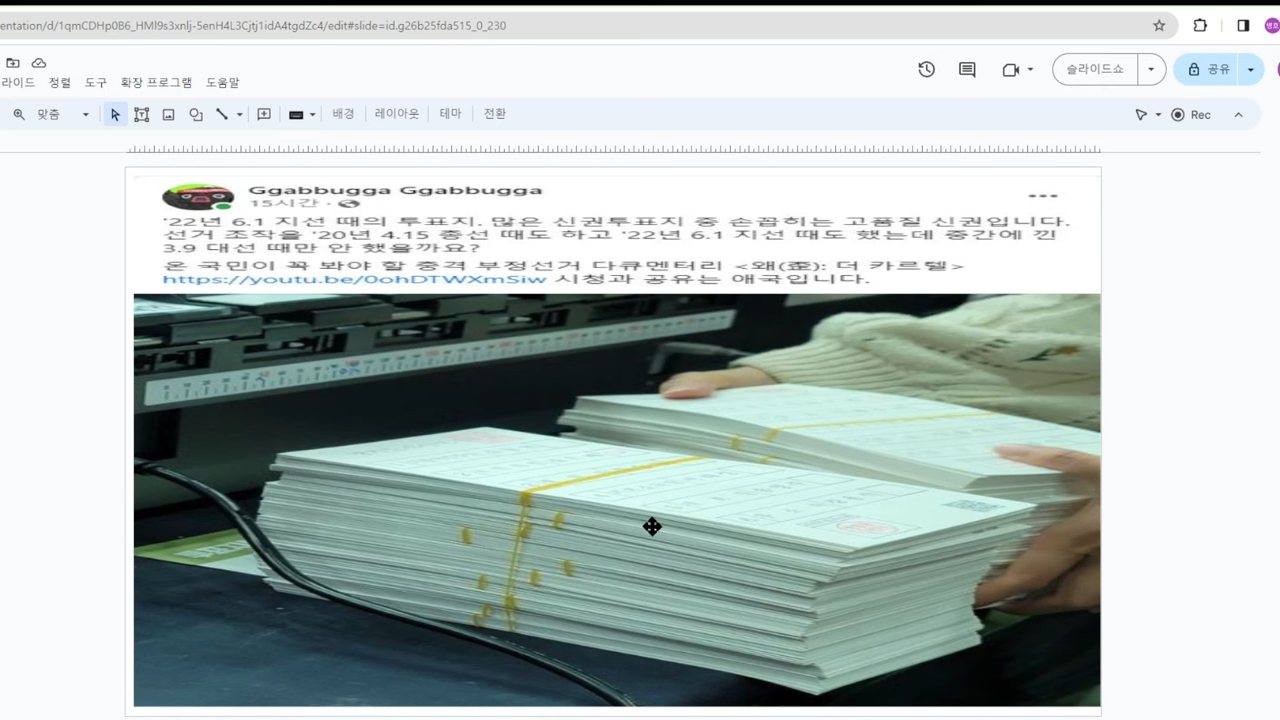 entation/d/1qmCDHp0B6_HMl9s3xnlj-5enH4L3Cjtj1idA4tgdZc4/edit#slide=id.g26b25fda515_0_230
라이드 정렬 도구 확장 프로그램 도움말
슬라이드쇼 공유
맞춤 배경 레이아웃 테마 전환 Rec
Ggabbugga Ggabbugga
15시간
'22년 6.1 지선 때의 투표지. 많은 신권투표지 중 손꼽히는 고품질 신권입니다.
선거 조작을 '20년 4.15 총선 때도 하고 '22년 6.1 지선 때도 했는데 중간에 낀
3.9 대선 때만 안 했을까요?
온 국민이 꼭 봐야 할 충격 부정선거 다큐멘터리 <왜(歪): 더 카르텔>
https://youtu.be/0ohDTWXmSiw 시청과 공유는 애국입니다.